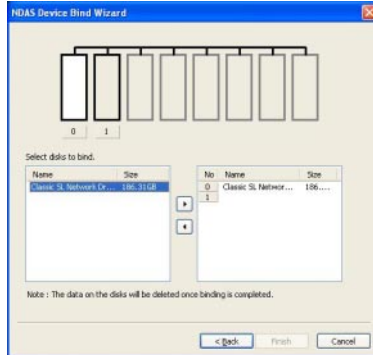 NDAS Device Bind Wizard
0 1
Select disks to bind.
Name Size
Classic SL Network Dr... 186.31GB
No Name Size
0 Classic SL Networ... 186....
1
Note : The data on the disks will be deleted once binding is completed.
< Back Finish Cancel